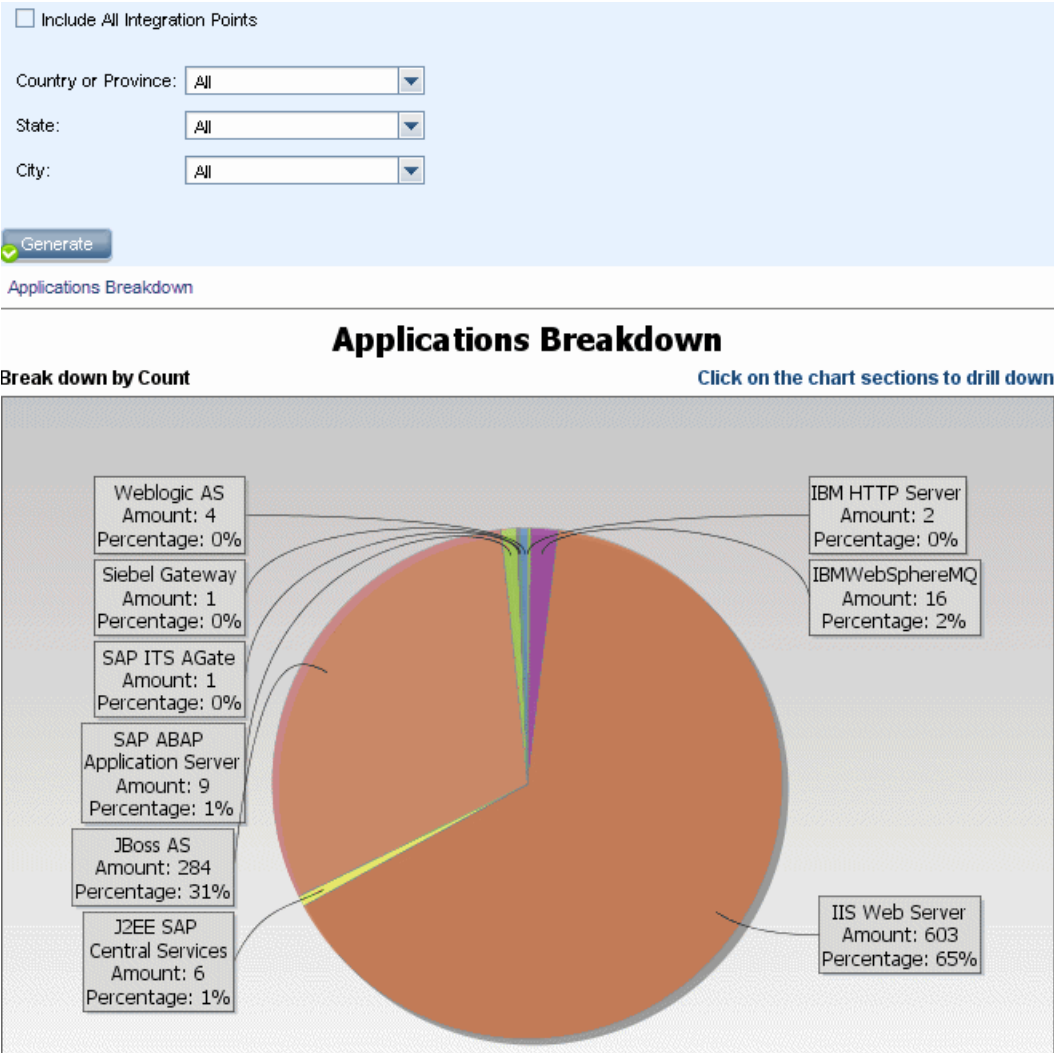 Include All Integration Points
Country or Province: All
State: All
City: All
Generate
Applications Breakdown
Applications Breakdown
Break down by Count
Click on the chart sections to drill down
Weblogic AS
Amount: 4
Percentage: 0%
Siebel Gateway
Amount: 1
Percentage: 0%
SAP ITS AGate
Amount: 1
Percentage: 0%
SAP ABAP
Application Server
Amount: 9
Percentage: 1%
JBoss AS
Amount: 284
Percentage: 31%
J2EE SAP
Central Services
Amount: 6
Percentage: 1%
IBM HTTP Server
Amount: 2
Percentage: 0%
IBMWebSphereMQ
Amount: 16
Percentage: 2%
IIS Web Server
Amount: 603
Percentage: 65%